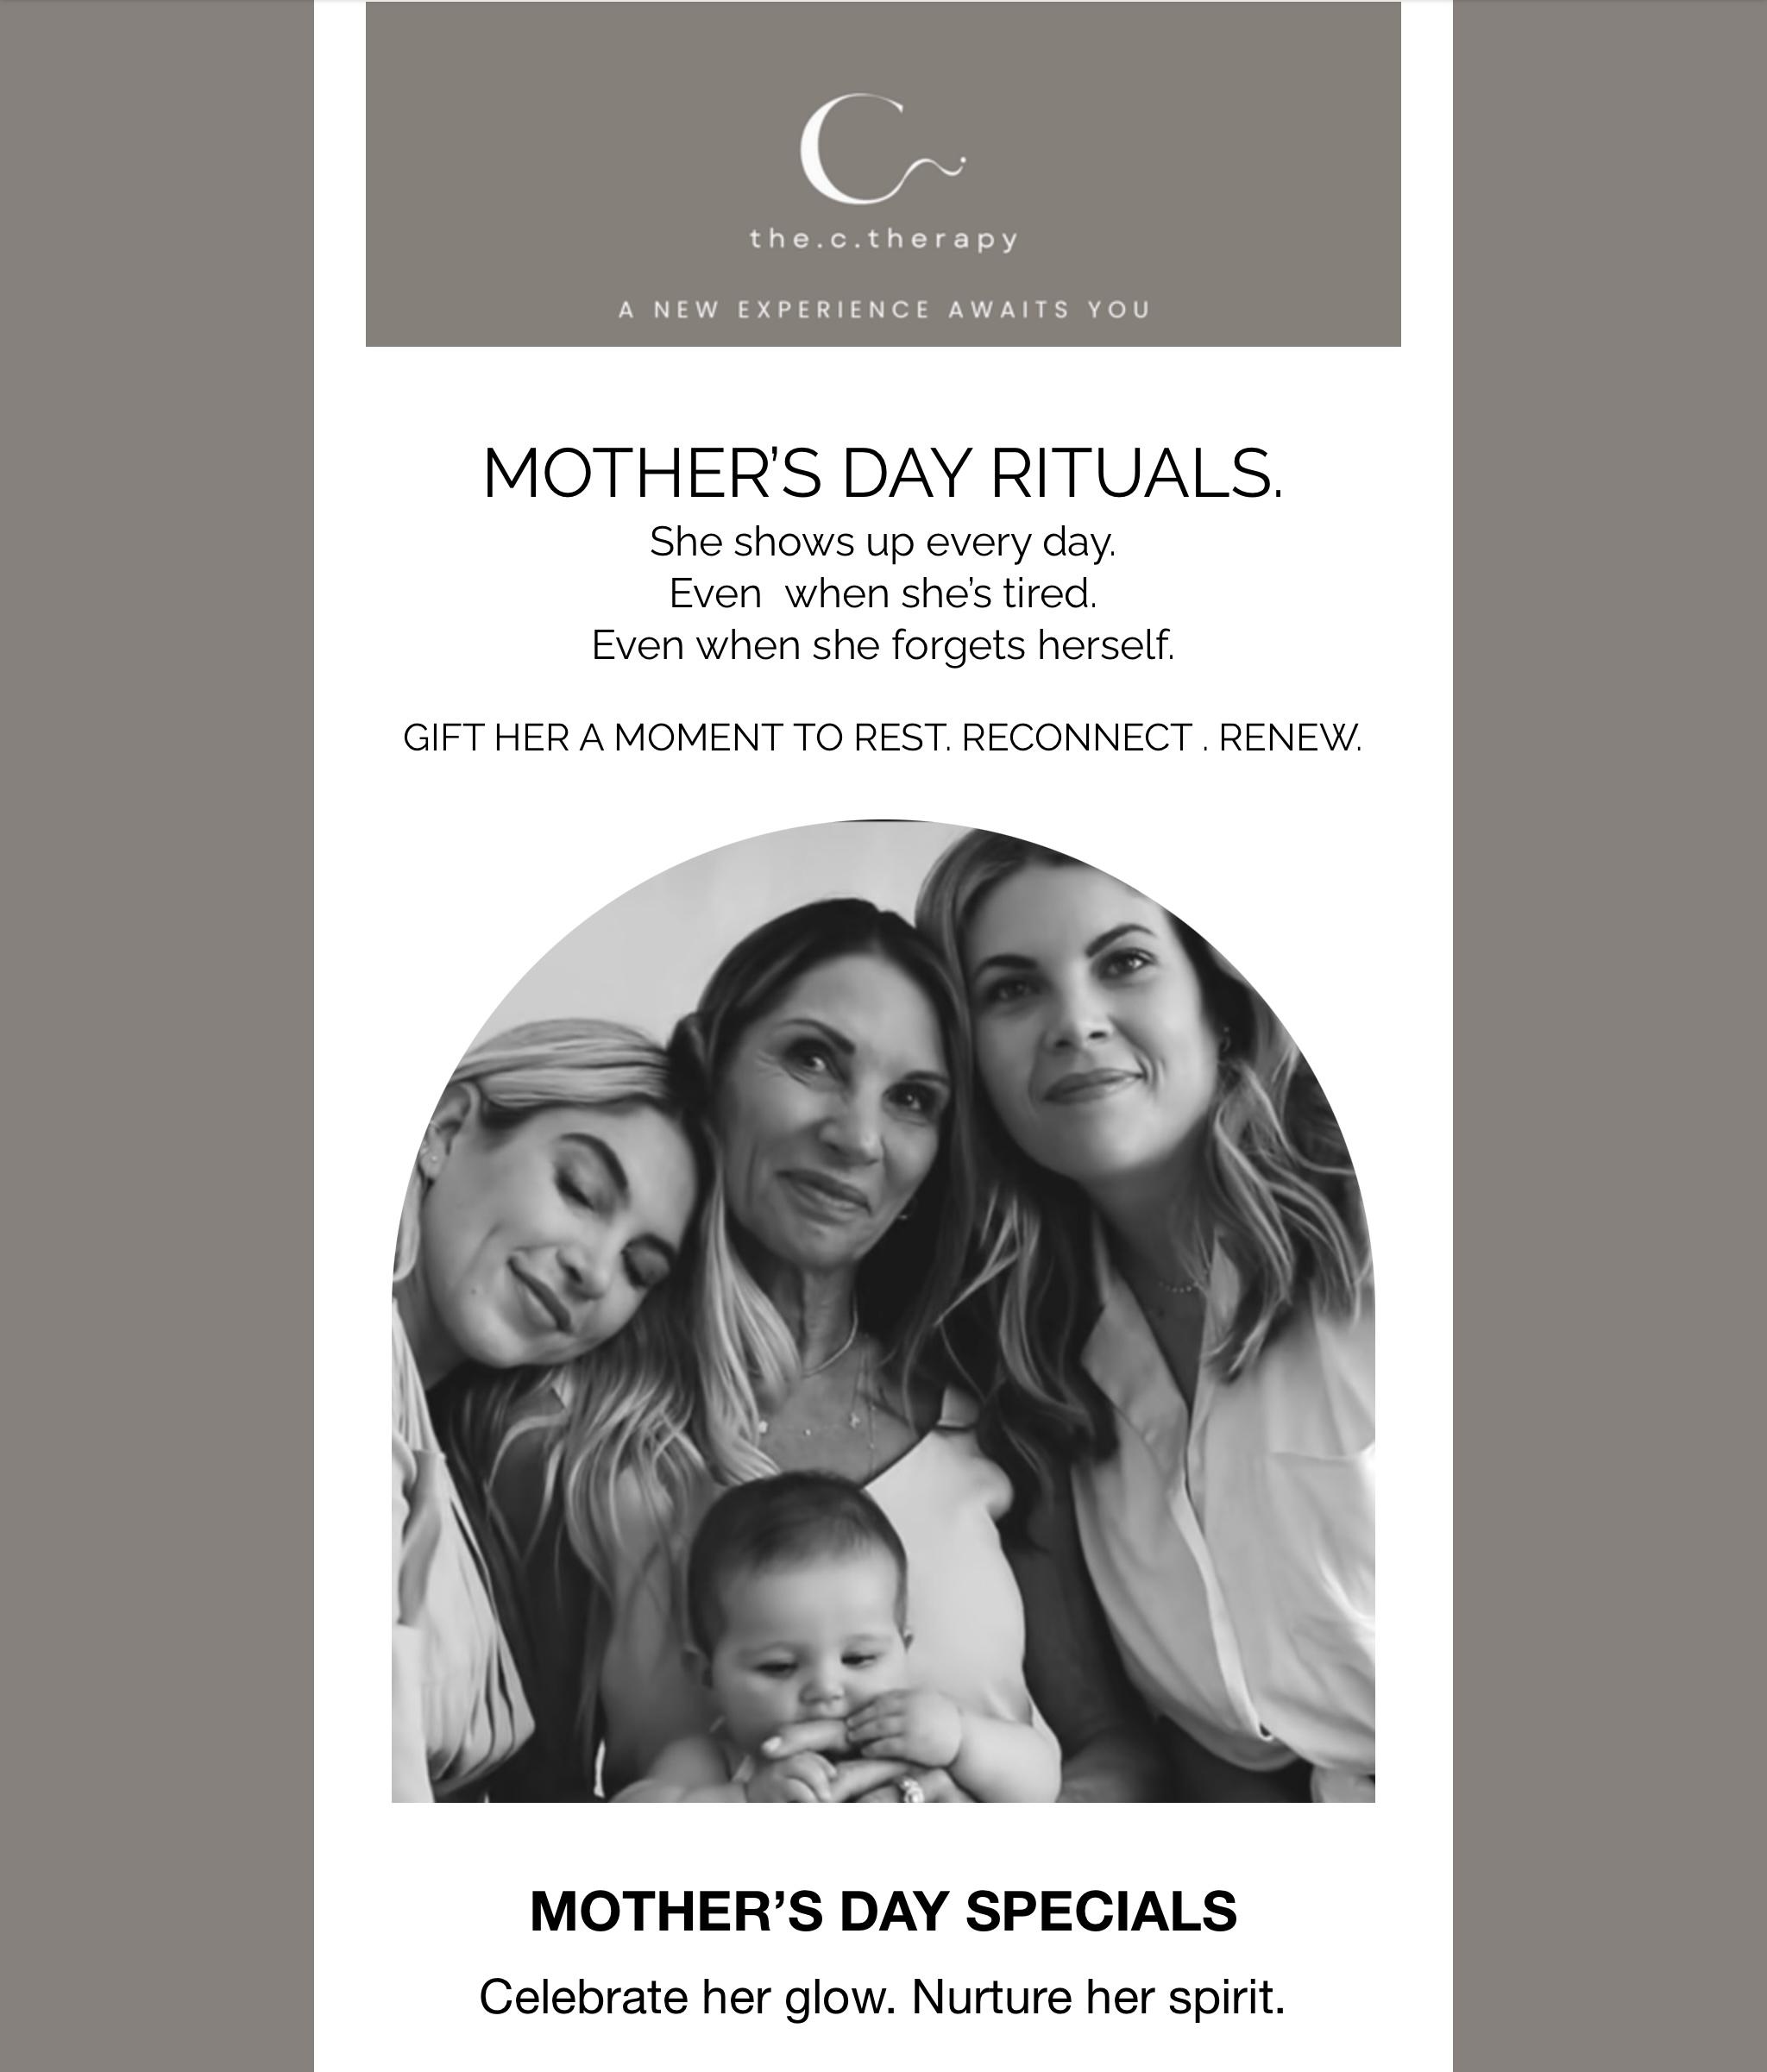 the.c.therapy
A NEW EXPERIENCE AWAITS YOU
MOTHER’S DAY RITUALS.
She shows up every day.
Even  when she’s tired.
Even when she forgets herself.
GIFT HER A MOMENT TO REST. RECONNECT . RENEW.
MOTHER’S DAY SPECIALS
Celebrate her glow. Nurture her spirit.